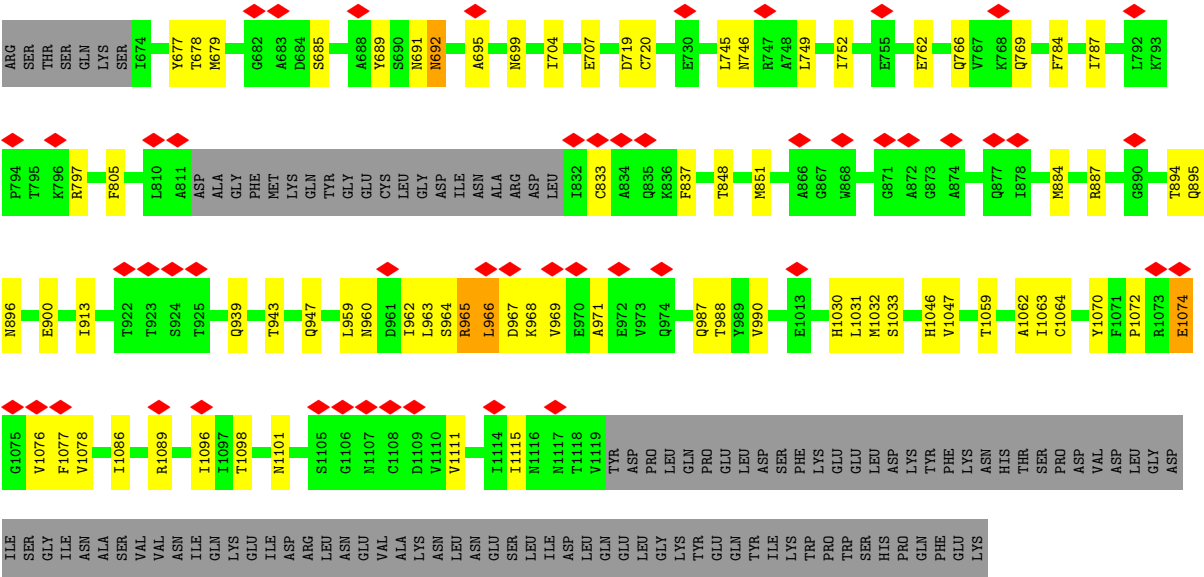 ARG SER THR SER GLN LYS SER I674 Y677 T678 M679 G682 A683 D684 S685 A688 Y689 S690 N691 N692 A695 N699 I704 E707 D719 C720 E730 L745 N746 R747 A748 L749 I752 E755 E762 Q766 V767 K768 Q769 F784 I787 L792 K793
P794 T795 K796 R797 F805 L810 A811 ASP ALA GLY PHE MET LYS GLN TYR GLY GLU CYS LEU GLY ASP ILE ASN ALA ARG ASP LEU I832 C833 A834 Q835 K836 F837 T848 M851 A866 G867 W868 G871 A872 G873 A874 Q877 I878 M884 R887 G890 T894 Q895
N896 E900 I913 T922 T923 S924 T925 Q939 T943 Q947 L959 N960 D961 I962 L963 S964 R965 L966 D967 K968 V969 E970 A971 E972 V973 Q974 Q987 T988 Y989 V990 E1013 H1030 L1031 M1032 S1033 H1046 V1047 T1059 A1062 I1063 C1064 Y1070 F1071 P1072 R1073 E1074
G1075 V1076 F1077 V1078 I1086 R1089 I1096 I1097 T1098 N1101 S1105 G1106 N1107 C1108 D1109 V1110 V1111 I1114 I1115 N1116 N1117 T1118 V1119 TYR ASP PRO LEU GLN PRO GLU LEU ASP SER PHE LYS GLU GLU LEU ASP LYS TYR PHE LYS ASN HIS THR SER PRO ASP VAL ASP LEU GLY ASP
ILE SER GLY ILE ASN ALA SER VAL VAL ASN ILE GLN LYS GLU ILE ASP ARG LEU ASN GLU VAL ALA LYS ASN LEU ASN GLU SER LEU ILE ASP LEU GLN GLU LEU GLY LYS TYR GLU GLN TYR ILE LYS TRP PRO TRP SER HIS PRO GLN PHE GLU LYS